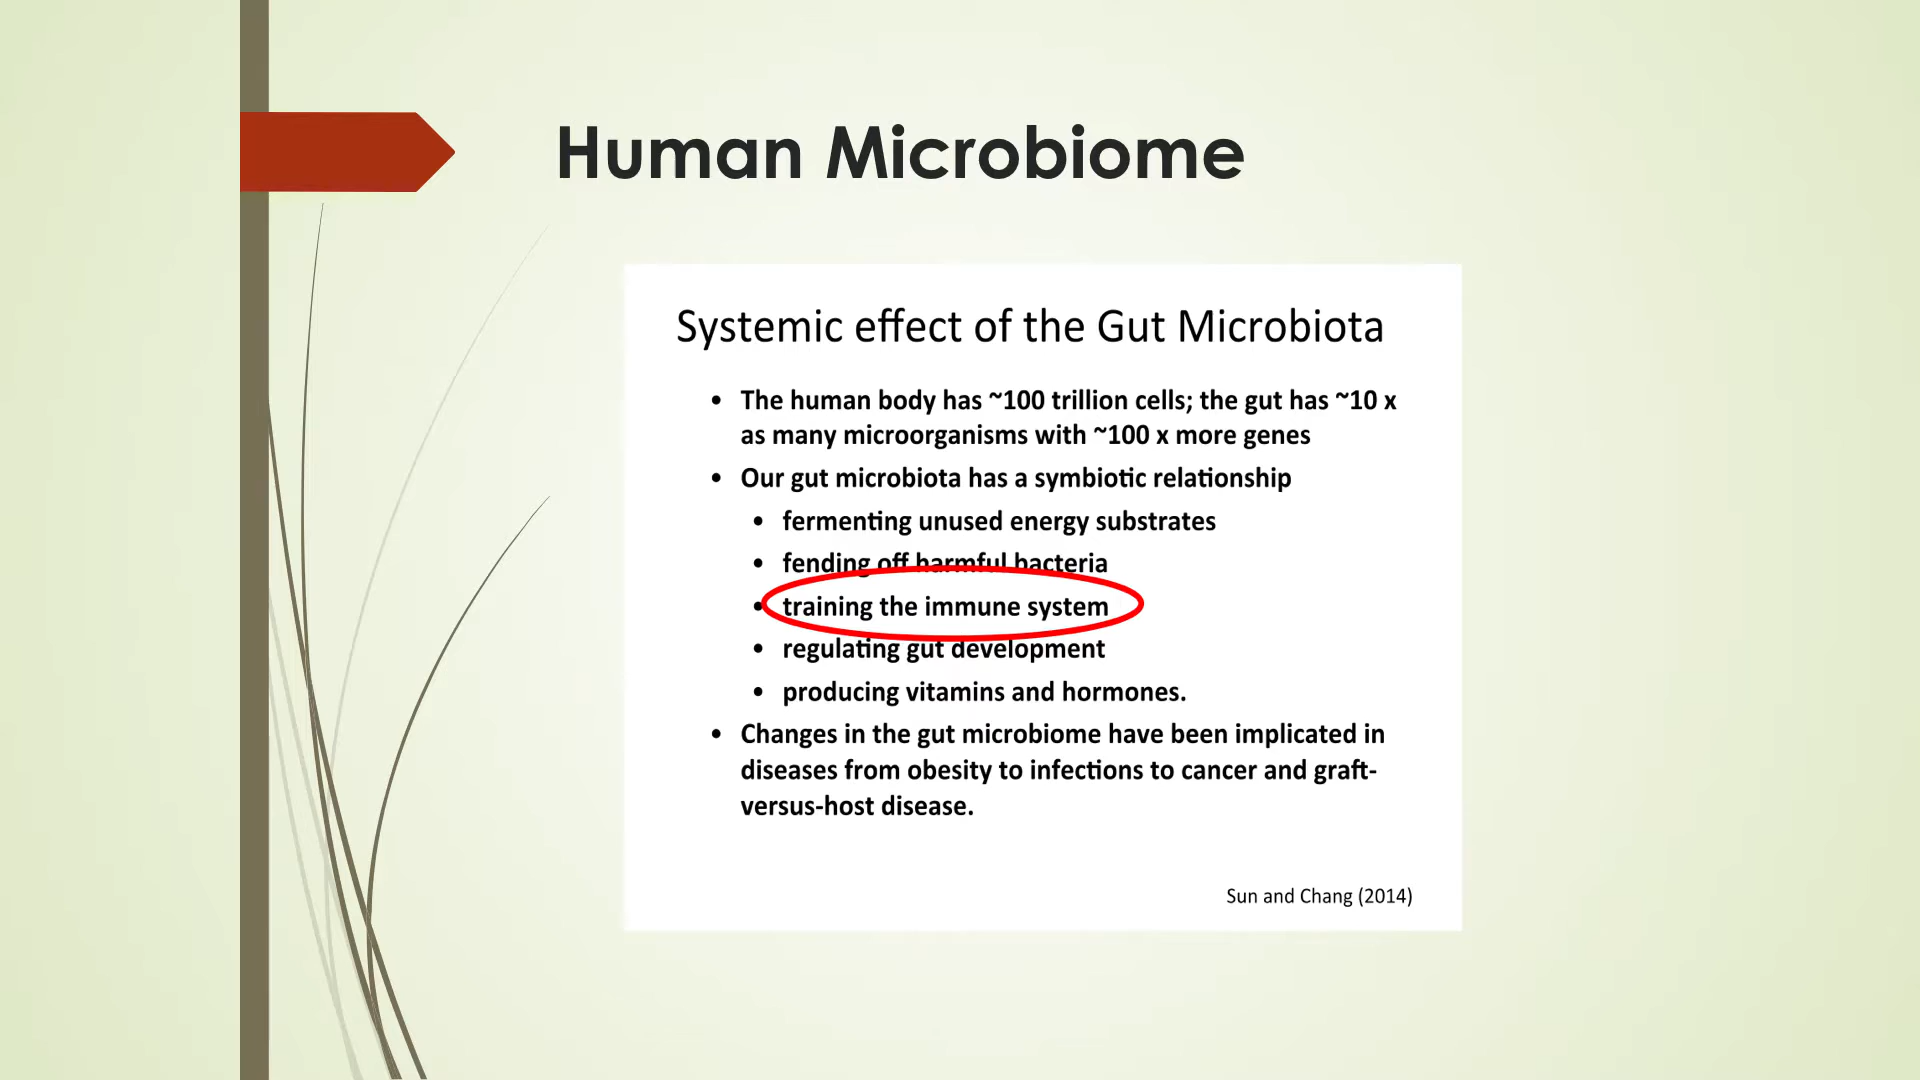 Human Microbiome
Systemic effect of the Gut Microbiota
• The human body has ~100 trillion cells; the gut has ~10 x
as many microorganisms with ~100 x more genes
• Our gut microbiota has a symbiotic relationship
• fermenting unused energy substrates
• fending off harmful bacteria
• training the immune system
• regulating gut development
• producing vitamins and hormones.
• Changes in the gut microbiome have been implicated in
diseases from obesity to infections to cancer and graft-
versus-host disease.
Sun and Chang (2014)